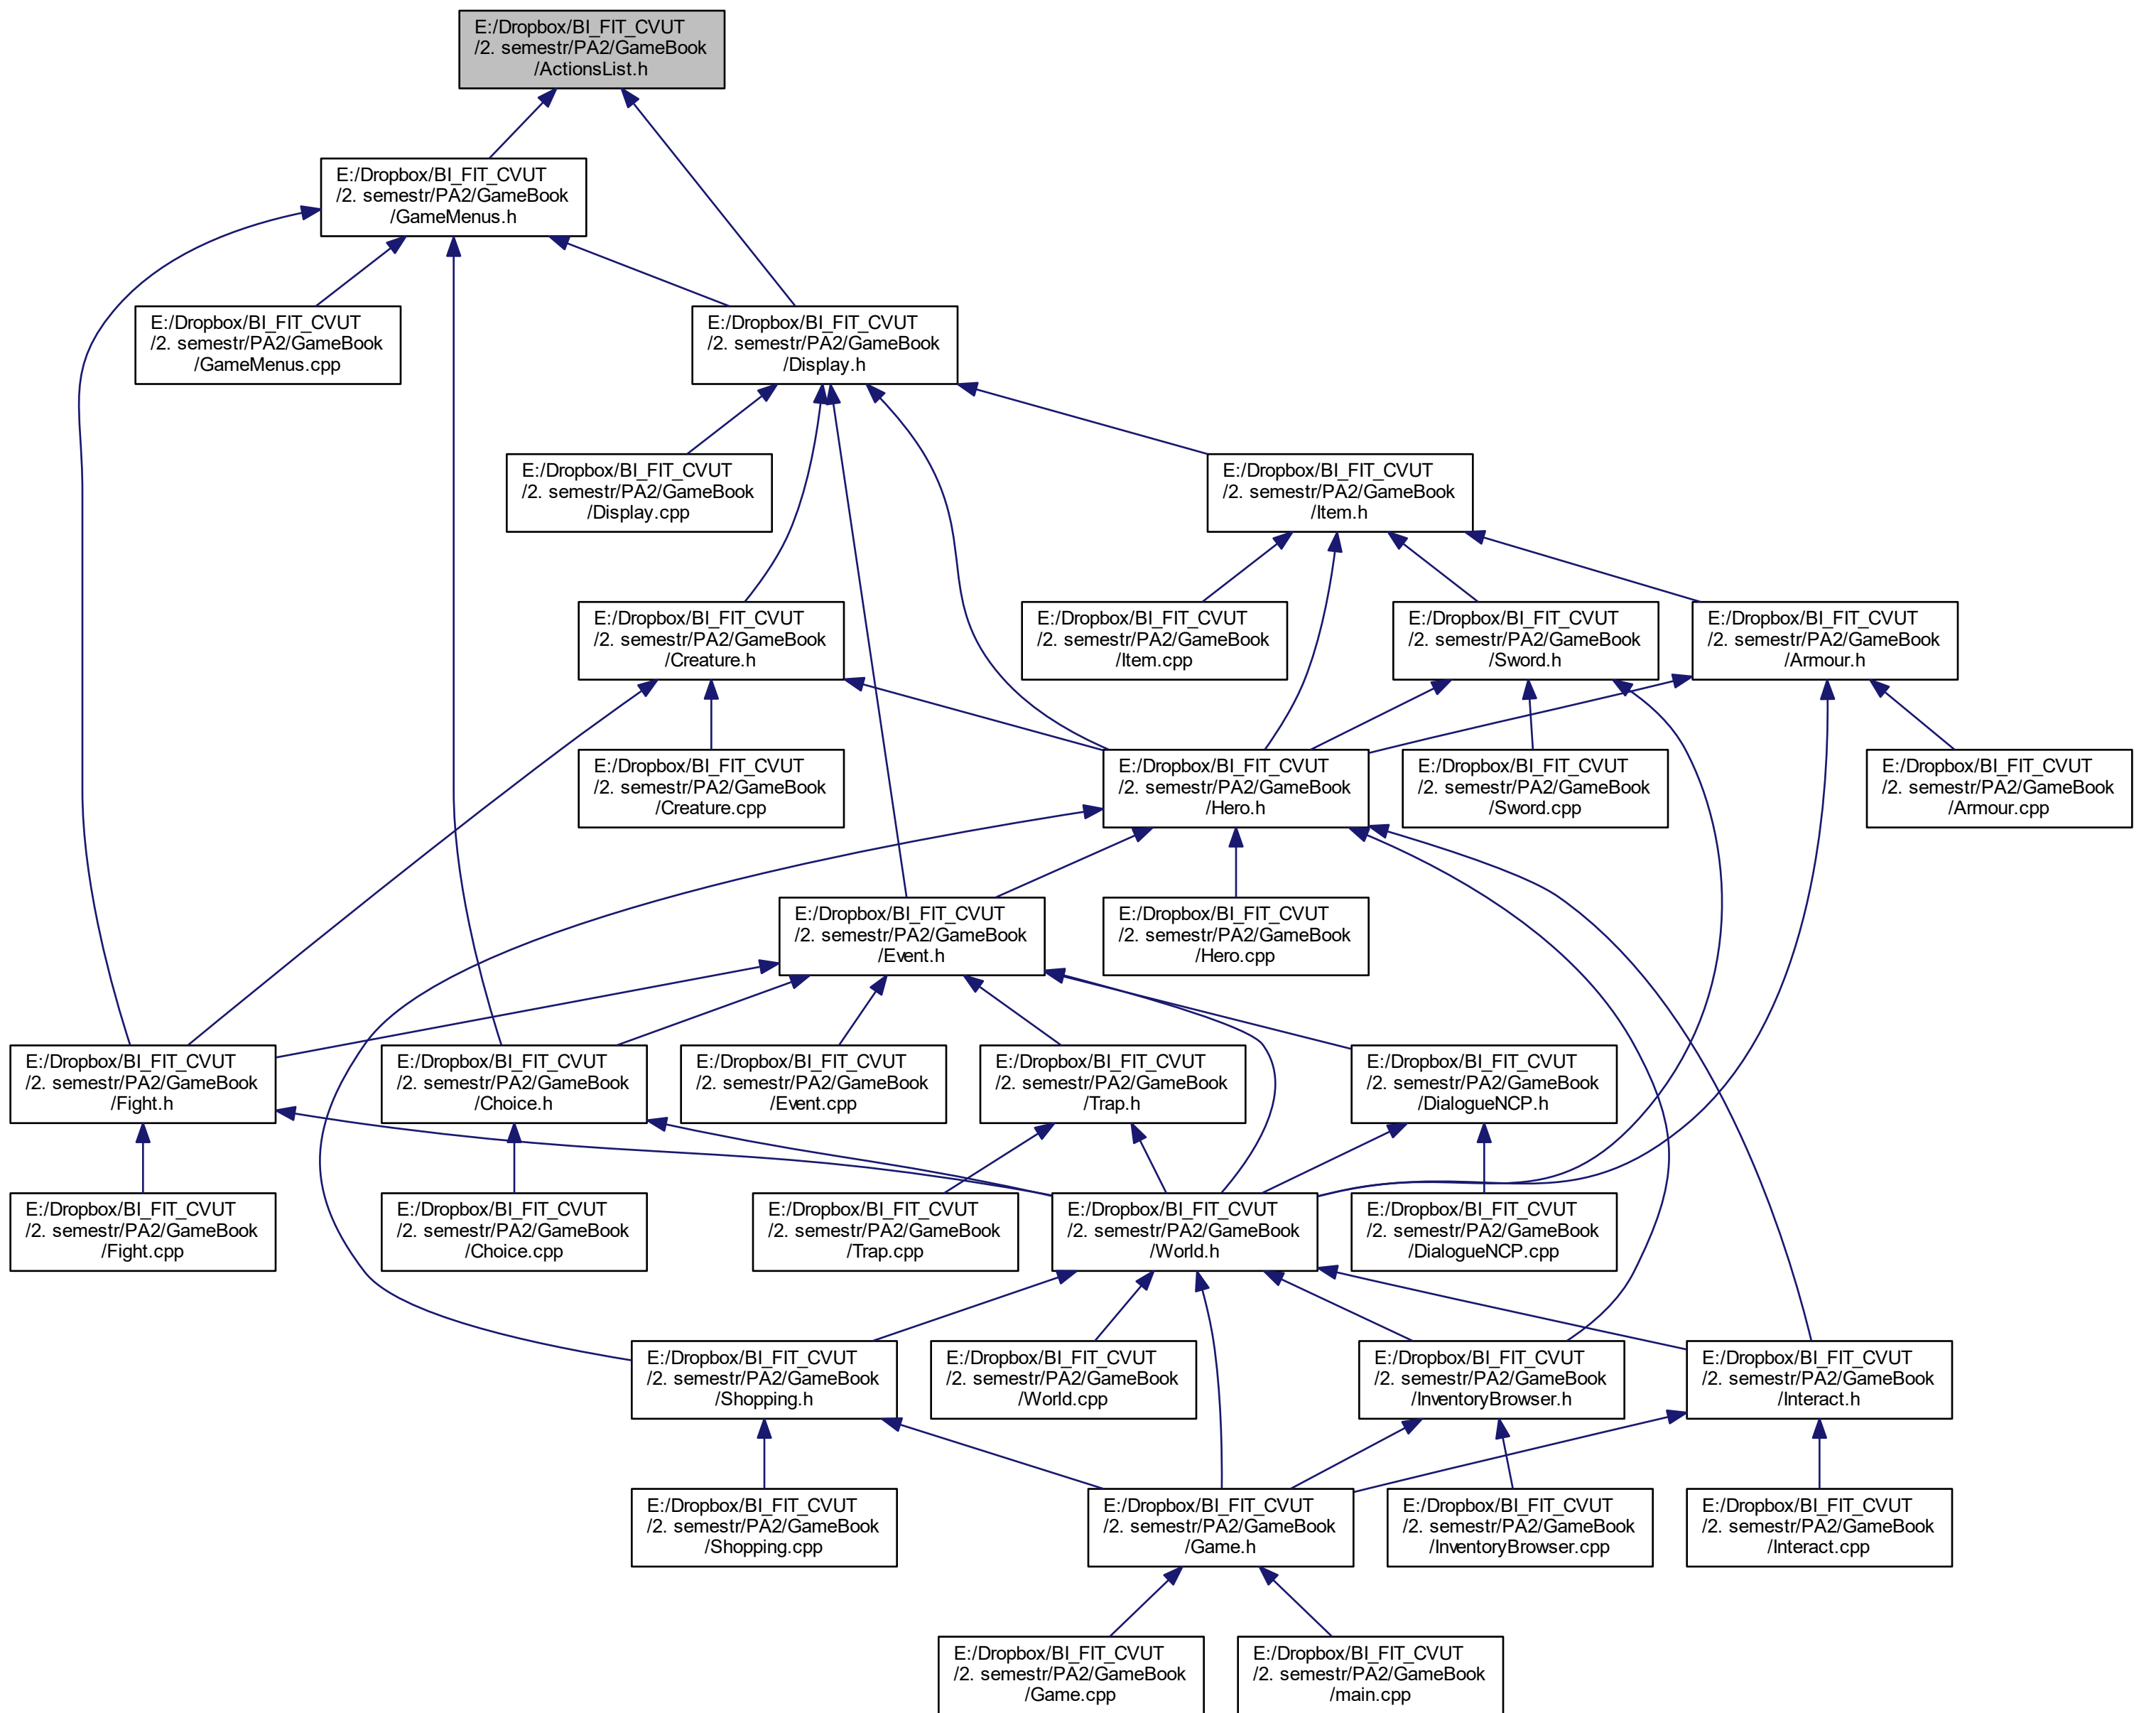 E:/Dropbox/BI_FIT_CVUT
/2. semestr/PA2/GameBook
/ActionsList.h
E:/Dropbox/BI_FIT_CVUT
/2. semestr/PA2/GameBook
/GameMenus.h
E:/Dropbox/BI_FIT_CVUT
/2. semestr/PA2/GameBook
/GameMenus.cpp
E:/Dropbox/BI_FIT_CVUT
/2. semestr/PA2/GameBook
/Display.h
E:/Dropbox/BI_FIT_CVUT
/2. semestr/PA2/GameBook
/Display.cpp
E:/Dropbox/BI_FIT_CVUT
/2. semestr/PA2/GameBook
/Item.h
E:/Dropbox/BI_FIT_CVUT
/2. semestr/PA2/GameBook
/Creature.h
E:/Dropbox/BI_FIT_CVUT
/2. semestr/PA2/GameBook
/Item.cpp
E:/Dropbox/BI_FIT_CVUT
/2. semestr/PA2/GameBook
/Sword.h
E:/Dropbox/BI_FIT_CVUT
/2. semestr/PA2/GameBook
/Armour.h
E:/Dropbox/BI_FIT_CVUT
/2. semestr/PA2/GameBook
/Creature.cpp
E:/Dropbox/BI_FIT_CVUT
/2. semestr/PA2/GameBook
/Hero.h
E:/Dropbox/BI_FIT_CVUT
/2. semestr/PA2/GameBook
/Sword.cpp
E:/Dropbox/BI_FIT_CVUT
/2. semestr/PA2/GameBook
/Armour.cpp
E:/Dropbox/BI_FIT_CVUT
/2. semestr/PA2/GameBook
/Event.h
E:/Dropbox/BI_FIT_CVUT
/2. semestr/PA2/GameBook
/Hero.cpp
E:/Dropbox/BI_FIT_CVUT
/2. semestr/PA2/GameBook
/Fight.h
E:/Dropbox/BI_FIT_CVUT
/2. semestr/PA2/GameBook
/Choice.h
E:/Dropbox/BI_FIT_CVUT
/2. semestr/PA2/GameBook
/Event.cpp
E:/Dropbox/BI_FIT_CVUT
/2. semestr/PA2/GameBook
/Trap.h
E:/Dropbox/BI_FIT_CVUT
/2. semestr/PA2/GameBook
/DialogueNCP.h
E:/Dropbox/BI_FIT_CVUT
/2. semestr/PA2/GameBook
/Fight.cpp
E:/Dropbox/BI_FIT_CVUT
/2. semestr/PA2/GameBook
/Choice.cpp
E:/Dropbox/BI_FIT_CVUT
/2. semestr/PA2/GameBook
/Trap.cpp
E:/Dropbox/BI_FIT_CVUT
/2. semestr/PA2/GameBook
/World.h
E:/Dropbox/BI_FIT_CVUT
/2. semestr/PA2/GameBook
/DialogueNCP.cpp
E:/Dropbox/BI_FIT_CVUT
/2. semestr/PA2/GameBook
/Shopping.h
E:/Dropbox/BI_FIT_CVUT
/2. semestr/PA2/GameBook
/World.cpp
E:/Dropbox/BI_FIT_CVUT
/2. semestr/PA2/GameBook
/InventoryBrowser.h
E:/Dropbox/BI_FIT_CVUT
/2. semestr/PA2/GameBook
/Interact.h
E:/Dropbox/BI_FIT_CVUT
/2. semestr/PA2/GameBook
/Shopping.cpp
E:/Dropbox/BI_FIT_CVUT
/2. semestr/PA2/GameBook
/Game.h
E:/Dropbox/BI_FIT_CVUT
/2. semestr/PA2/GameBook
/InventoryBrowser.cpp
E:/Dropbox/BI_FIT_CVUT
/2. semestr/PA2/GameBook
/Interact.cpp
E:/Dropbox/BI_FIT_CVUT
/2. semestr/PA2/GameBook
/Game.cpp
E:/Dropbox/BI_FIT_CVUT
/2. semestr/PA2/GameBook
/main.cpp